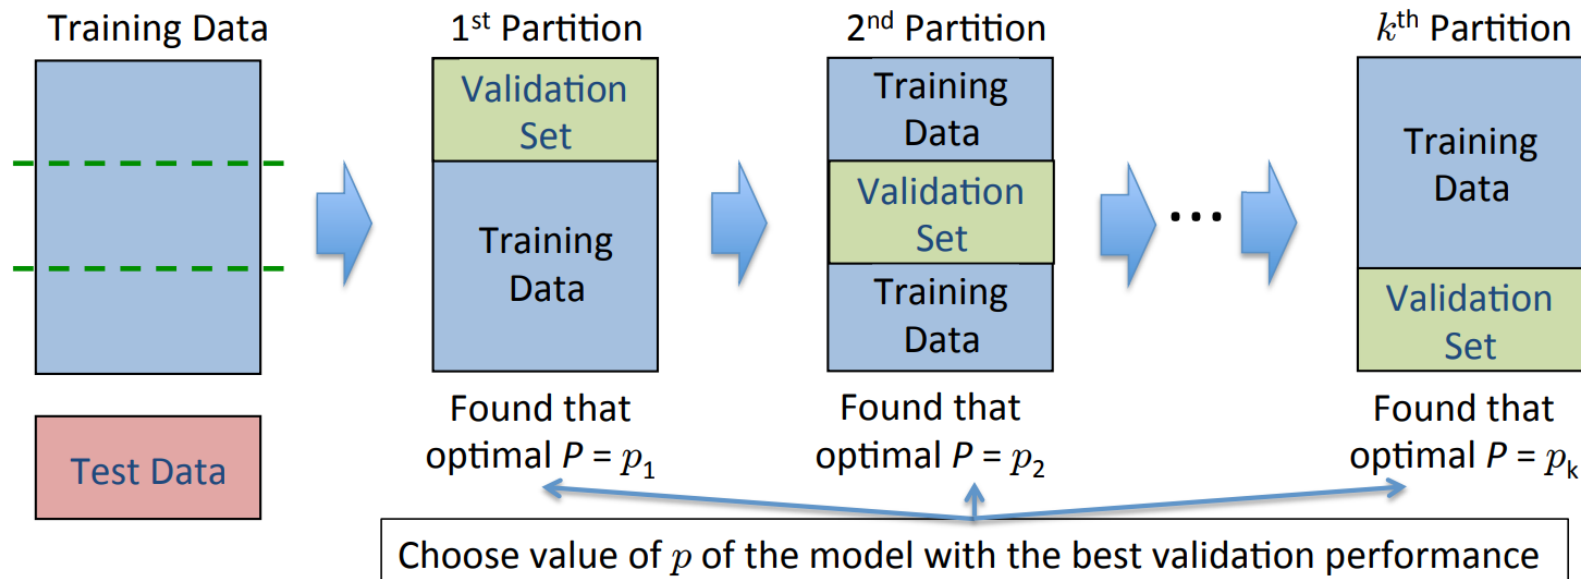 Training Data
1st Partition
2nd Partition
kth Partition
Validation
Set
Training
Data
Training
Data
Validation
Set
Training
Data
...
Training
Data
Validation
Set
Test Data
Found that
optimal P = p1
Found that
optimal P = p2
Found that
optimal P = pk
Choose value of p of the model with the best validation performance